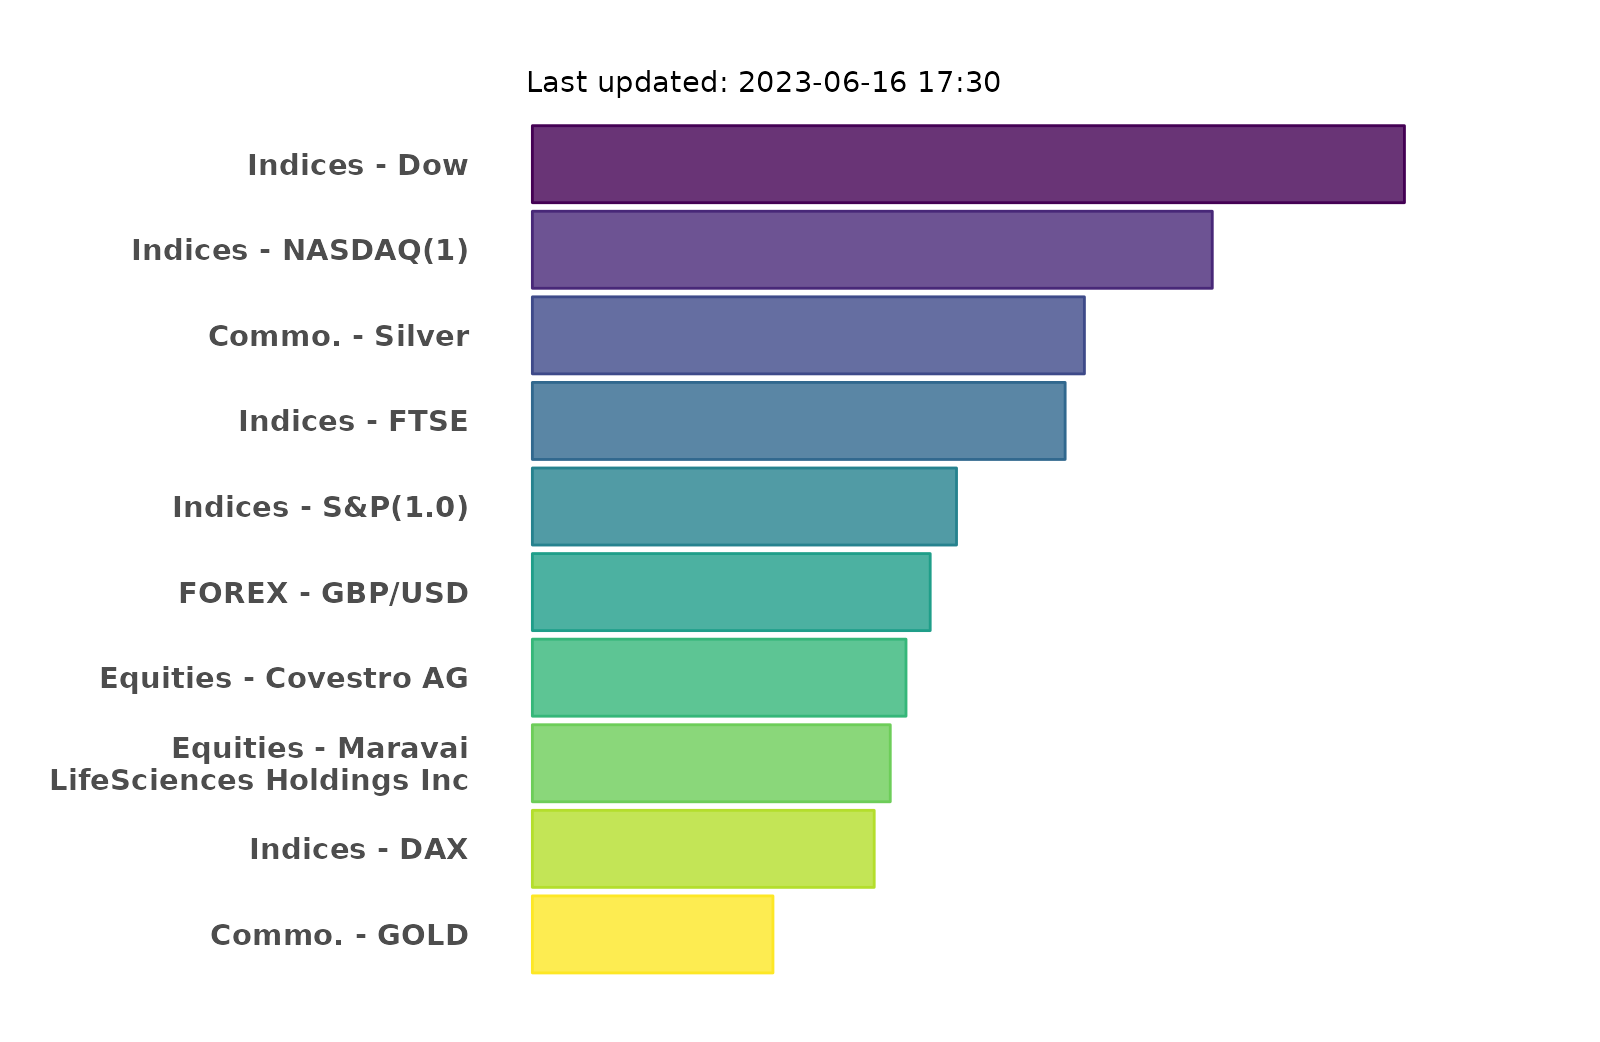 Last updated: 2023-06-16 17:30
Indices - Dow
Indices - NASDAQ(1)
Commo. - Silver
Indices - FTSE
Indices - S&P(1.0)
FOREX - GBP/USD
Equities - Covestro AG
Equities - Maravai
LifeSciences Holdings Inc
Indices - DAX
Commo. - GOLD